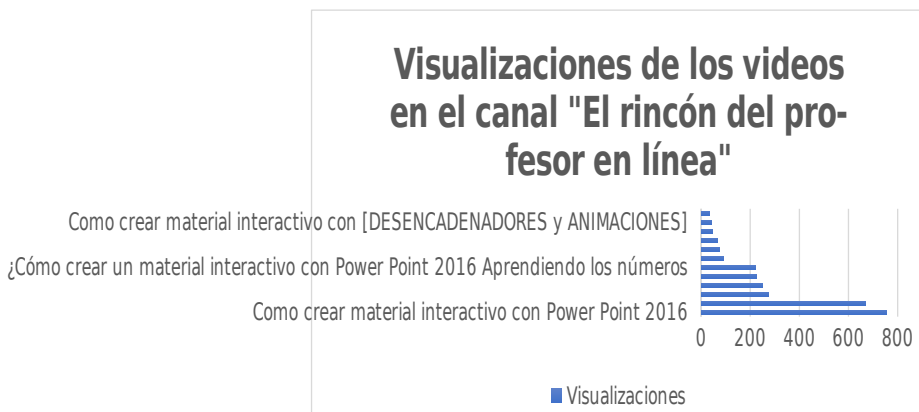 Visualizaciones de los videos
en el canal "El rincón del pro-
fesor en línea"
Como crear material interactivo con [DESENCADENADORES y ANIMACIONES]
¿Cómo crear un material interactivo con Power Point 2016 Aprendiendo los números
Como crear material interactivo con Power Point 2016
0 200 400 600 800
Visualizaciones